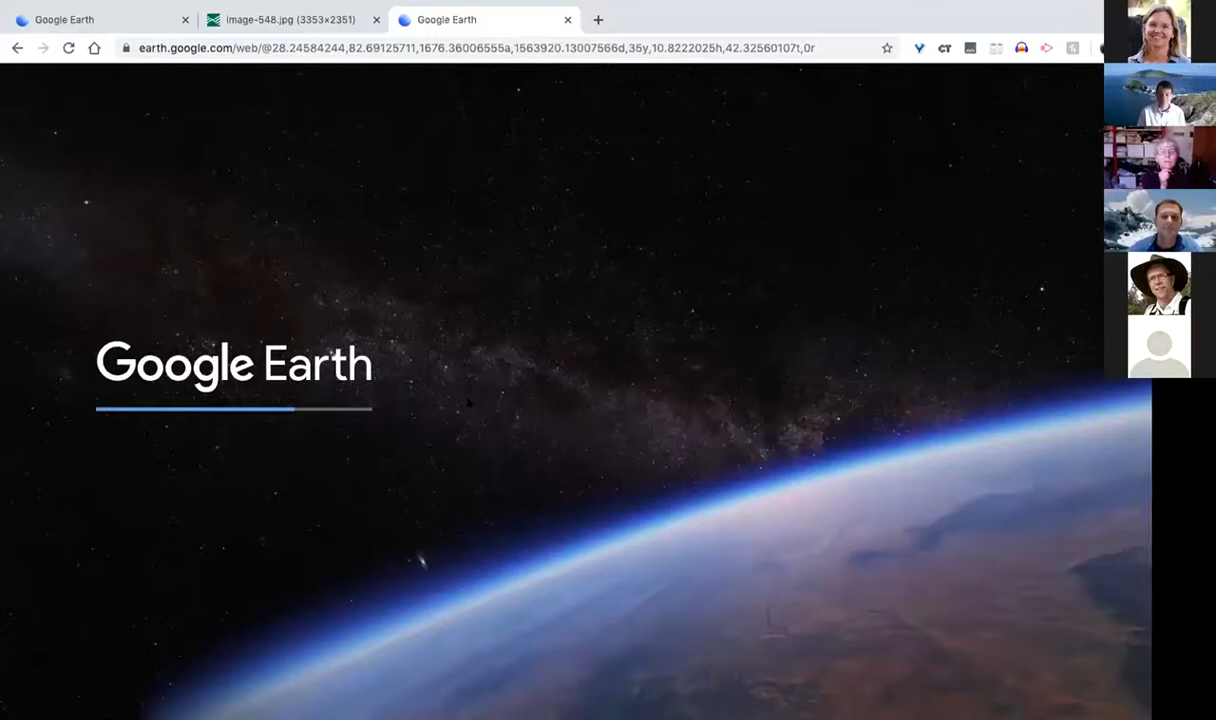 Google Earth
image-548.jpg (3353×2351)
Google Earth
earth.google.com/web/@28.24584244,82.69125711,1676.36006555a,1563920.13007566d,35y,10.8222025h,42.32560107t,0r
CT
Google Earth